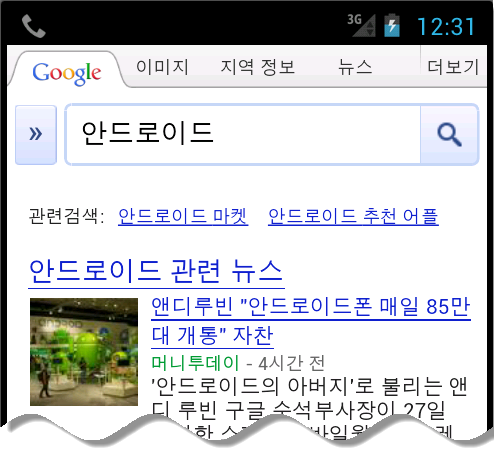 3G 12:31
Google 이미지 지역 정보 뉴스 더보기
» 안드로이드
관련검색: 안드로이드 마켓 안드로이드 추천 어플
안드로이드 관련 뉴스
앤디루빈 "안드로이드폰 매일 85만
대 개통" 자찬
머니투데이 - 4시간 전
'안드로이드의 아버지'로 불리는 앤
디 루빈 구글 수석부사장이 27일